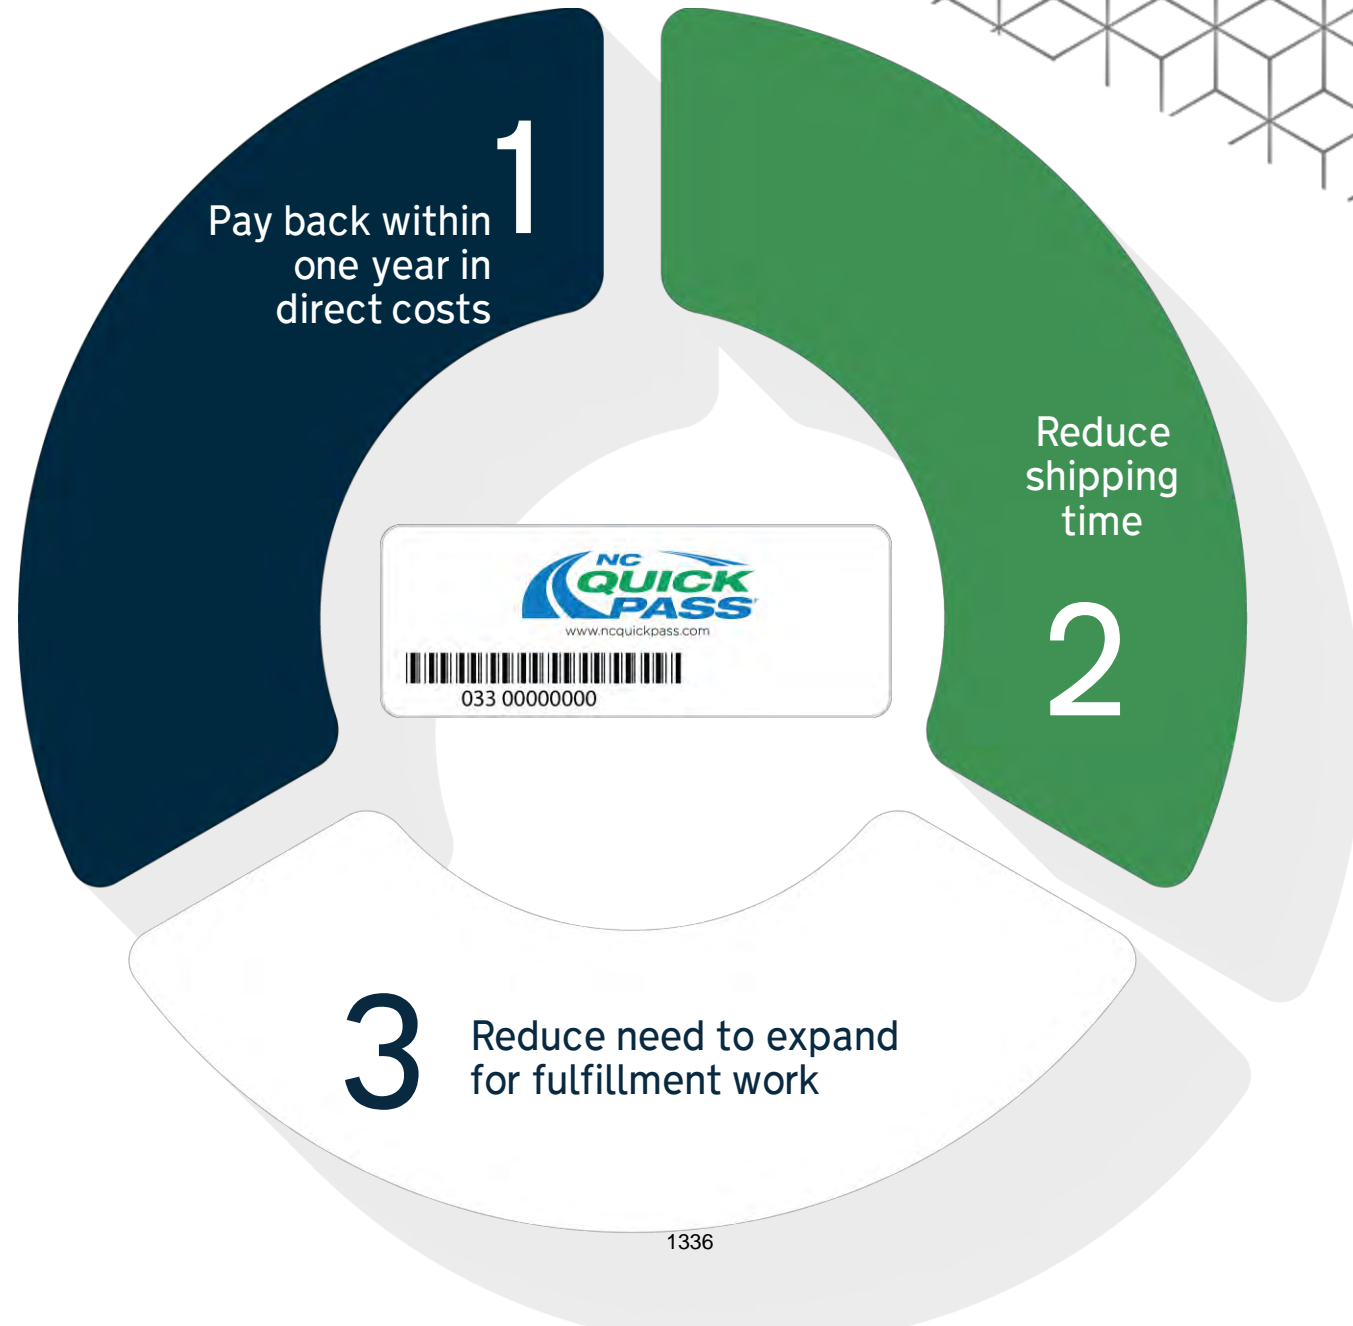 1
Pay back within
one year in
direct costs
Reduce
shipping
time
2
NC
QUICK
PASS
www.ncquickpass.com
033 00000000
3
Reduce need to expand
for fulfillment work
1336